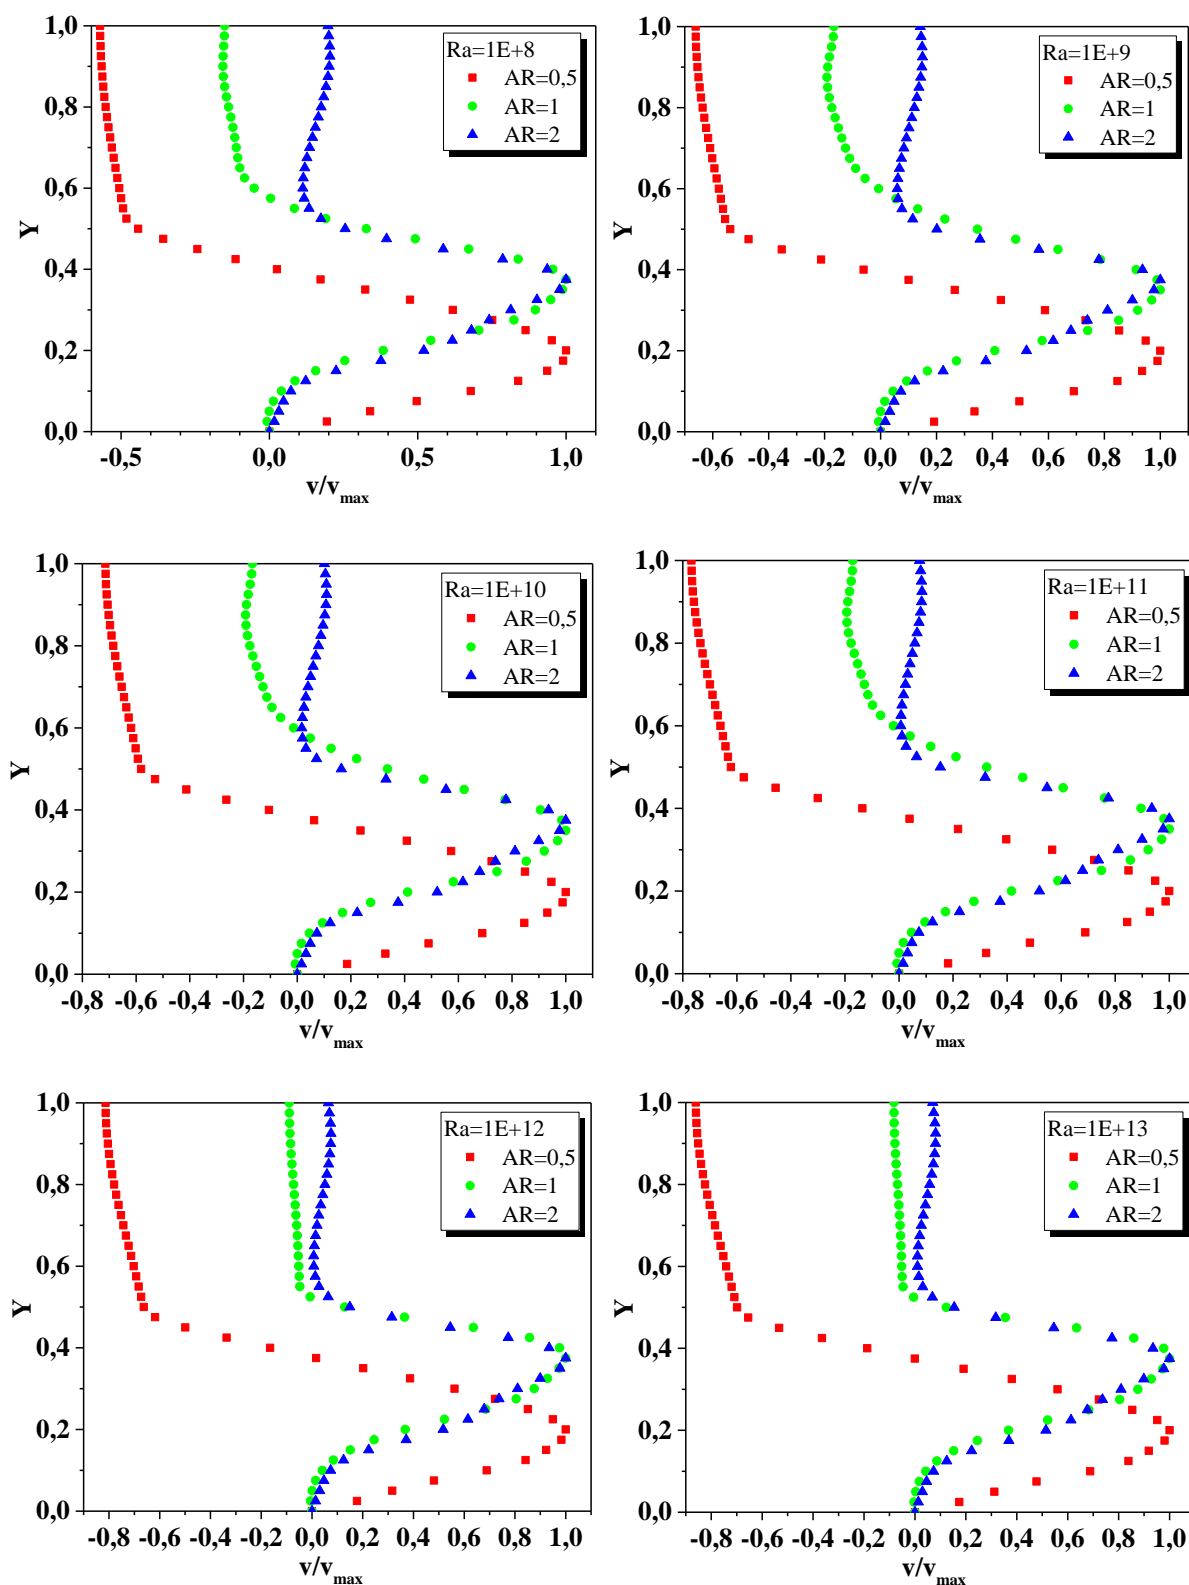 Ra=1E+8
AR=0,5
AR=1
AR=2
1,0
0,8
0,6
0,4
0,2
0,0
Y
-0,5 0,0 0,5 1,0
v/vmax
Ra=1E+9
AR=0,5
AR=1
AR=2
1,0
0,8
0,6
0,4
0,2
0,0
Y
-0,6 -0,4 -0,2 0,0 0,2 0,4 0,6 0,8 1,0
v/vmax
Ra=1E+10
AR=0,5
AR=1
AR=2
1,0
0,8
0,6
0,4
0,2
0,0
Y
-0,8 -0,6 -0,4 -0,2 0,0 0,2 0,4 0,6 0,8 1,0
v/vmax
Ra=1E+11
AR=0,5
AR=1
AR=2
1,0
0,8
0,6
0,4
0,2
0,0
Y
-0,8 -0,6 -0,4 -0,2 0,0 0,2 0,4 0,6 0,8 1,0
v/vmax
Ra=1E+12
AR=0,5
AR=1
AR=2
1,0
0,8
0,6
0,4
0,2
0,0
Y
-0,8 -0,6 -0,4 -0,2 0,0 0,2 0,4 0,6 0,8 1,0
v/vmax
Ra=1E+13
AR=0,5
AR=1
AR=2
1,0
0,8
0,6
0,4
0,2
0,0
Y
-0,8 -0,6 -0,4 -0,2 0,0 0,2 0,4 0,6 0,8 1,0
v/vmax